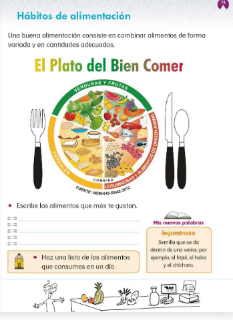 Hábitos de alimentación
Una buena alimentación consiste en combinar alimentos de forma
variada y en cantidades adecuadas.
El Plato del Bien Comer
VERDURAS Y FRUTAS
CEREALES
LEGUMINOSAS Y ALIMENTOS DE ORIGEN ANIMAL
COMBINA
FUENTE: NOM-043-SSA2-2012
• Escribe los alimentos que más te gustan.
Mis nuevas palabras
leguminosa:
Semilla que se da
dentro de una vaina; por
ejemplo, el frijol, el haba
y el chícharo.
• Haz una lista de los alimentos
que consumes en un día.